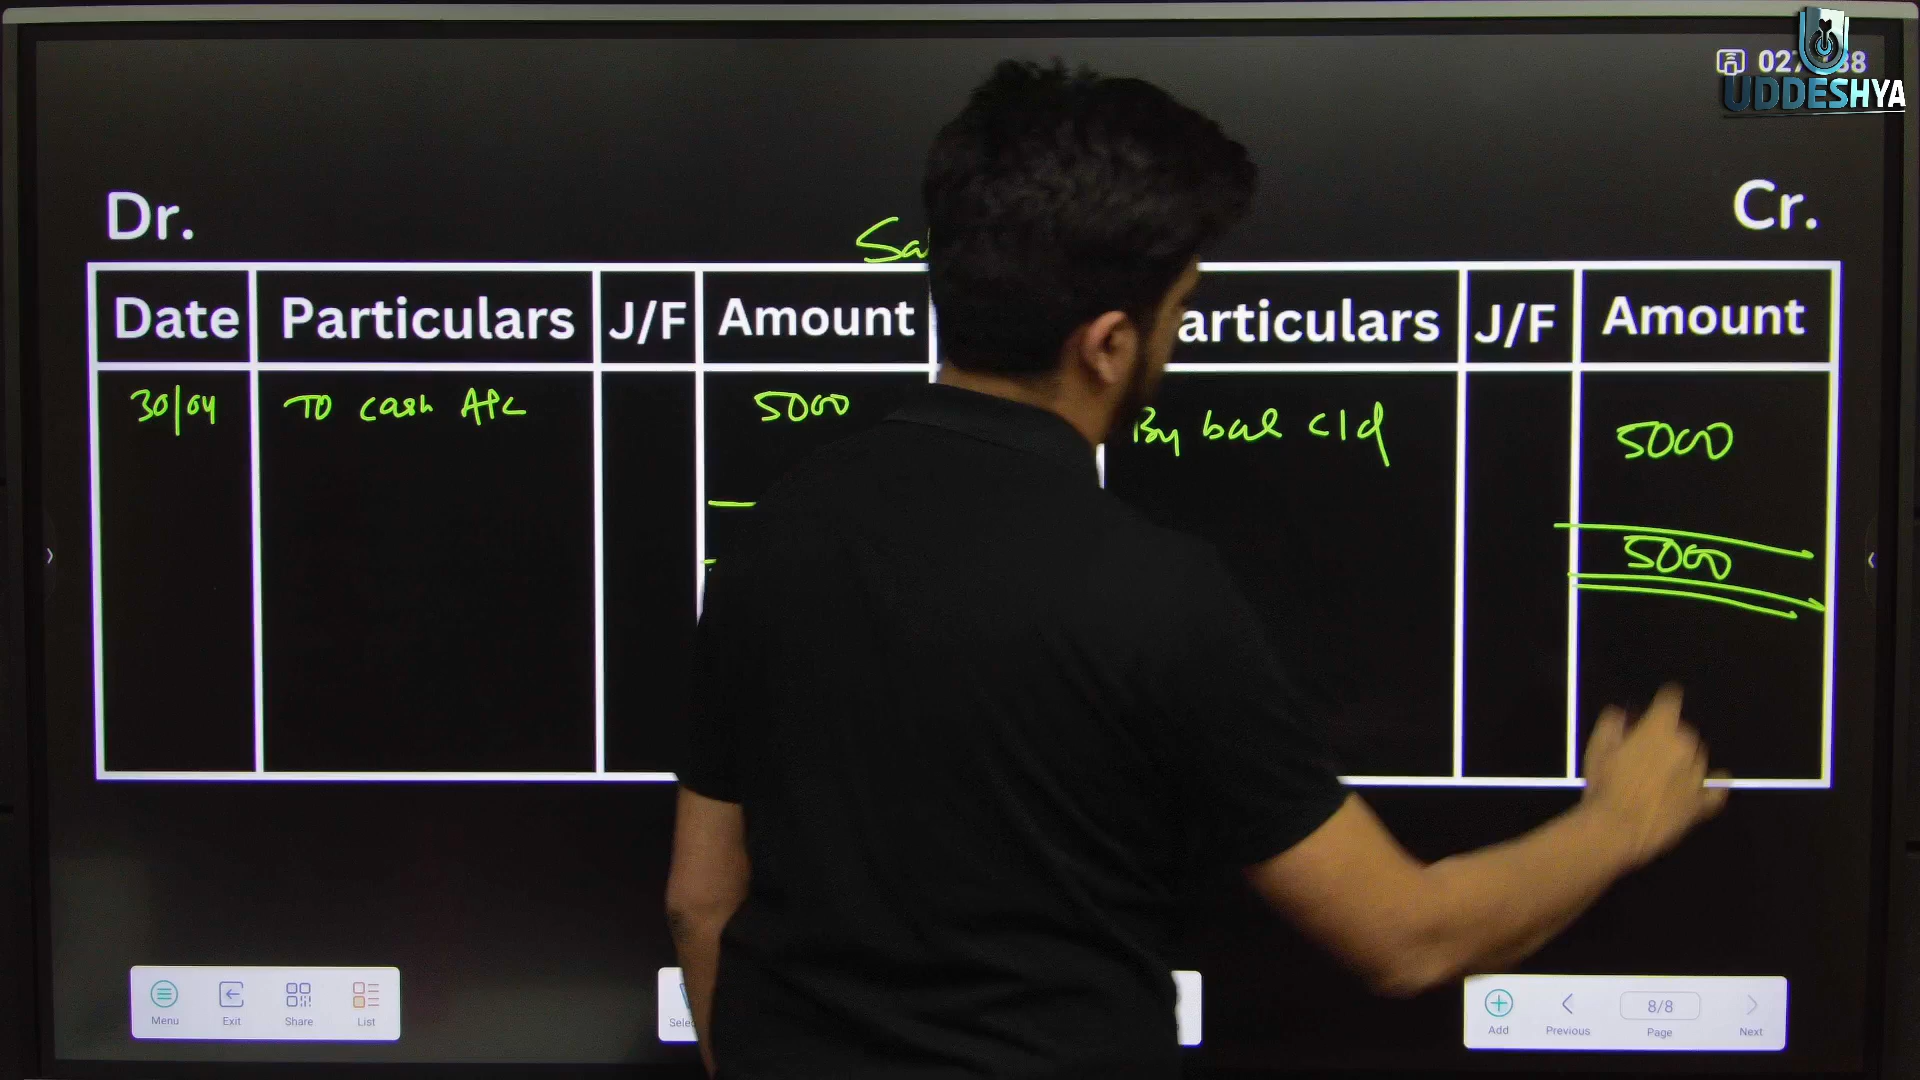 UDDESHYA
Dr.
Cr.
Date Particulars J/F Amount articulars J/F Amount
30/04 To cash A/C 5000 By bal c/d 5000
5000
Menu Exit Share List
Add Previous 8/8 Page Next